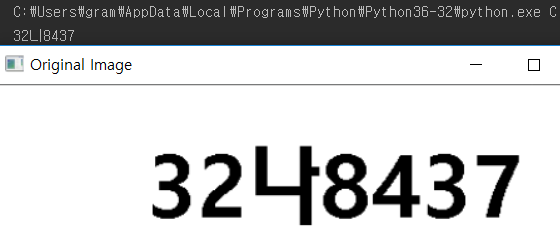 C:₩Users₩gram₩AppData₩Local₩Programs₩Python₩Python36-32₩python.exe C
32나8437
Original Image
32나8437